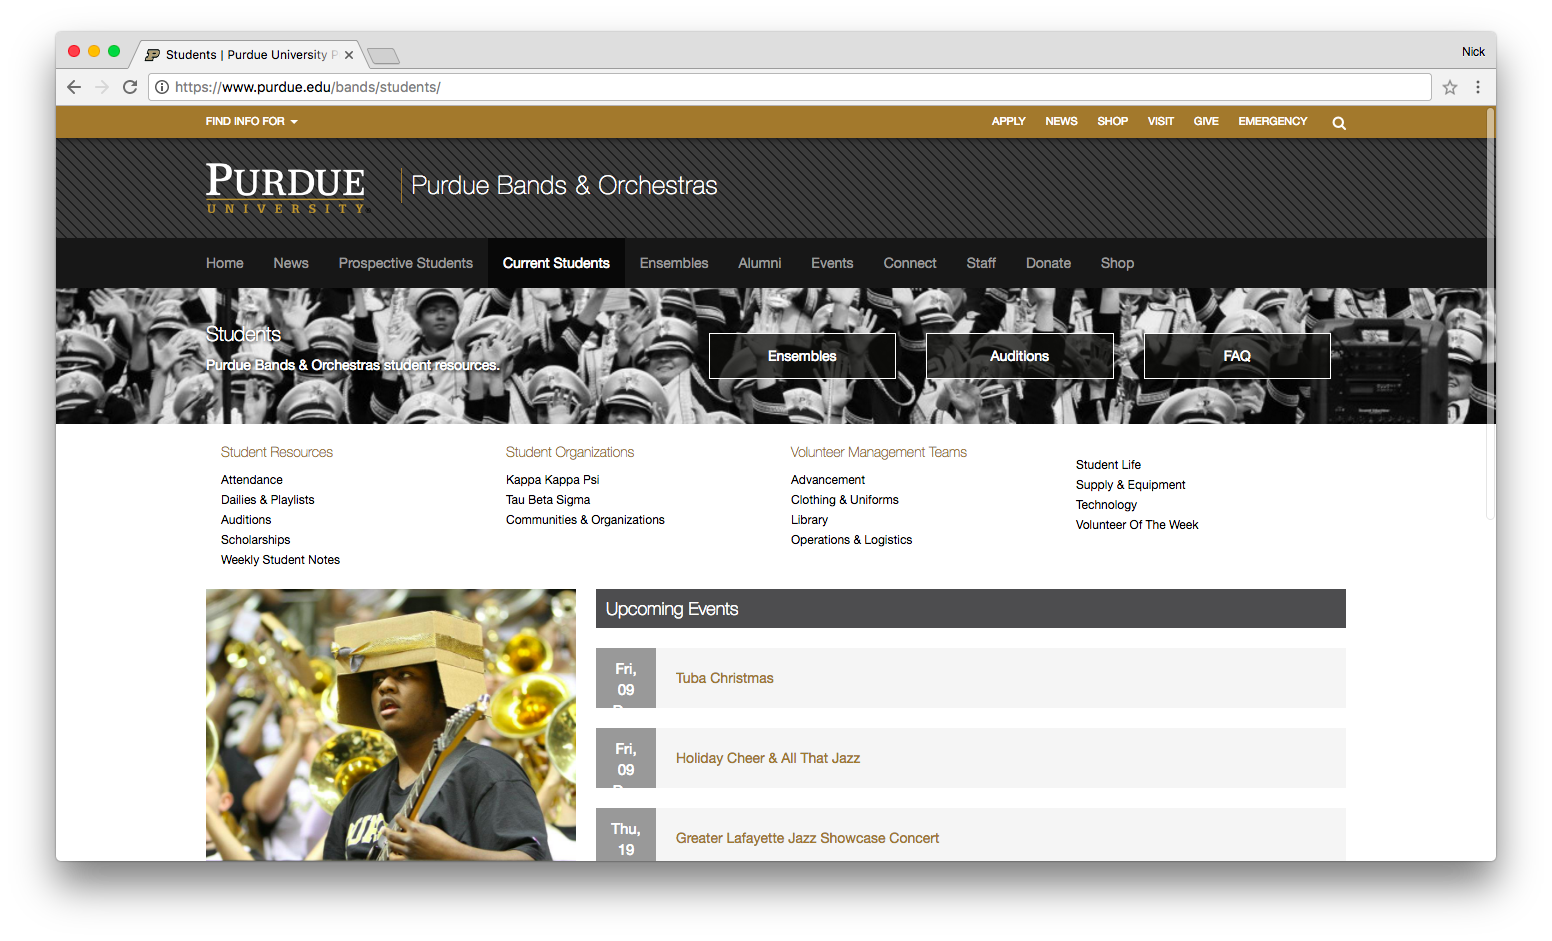 Students | Purdue University P
Nick
https://www.purdue.edu/bands/students/
FIND INFO FOR
APPLY NEWS SHOP VISIT GIVE EMERGENCY
PURDUE
UNIVERSITY
Purdue Bands & Orchestras
Home News Prospective Students Current Students Ensembles Alumni Events Connect Staff Donate Shop
Students
Purdue Bands & Orchestras student resources.
Ensembles
Auditions
FAQ
Student Resources
Attendance
Dailies & Playlists
Auditions
Scholarships
Weekly Student Notes
Student Organizations
Kappa Kappa Psi
Tau Beta Sigma
Communities & Organizations
Volunteer Management Teams
Advancement
Clothing & Uniforms
Library
Operations & Logistics
Student Life
Supply & Equipment
Technology
Volunteer Of The Week
Upcoming Events
Fri,
09
Tuba Christmas
Fri,
09
Holiday Cheer & All That Jazz
Thu,
19
Greater Lafayette Jazz Showcase Concert